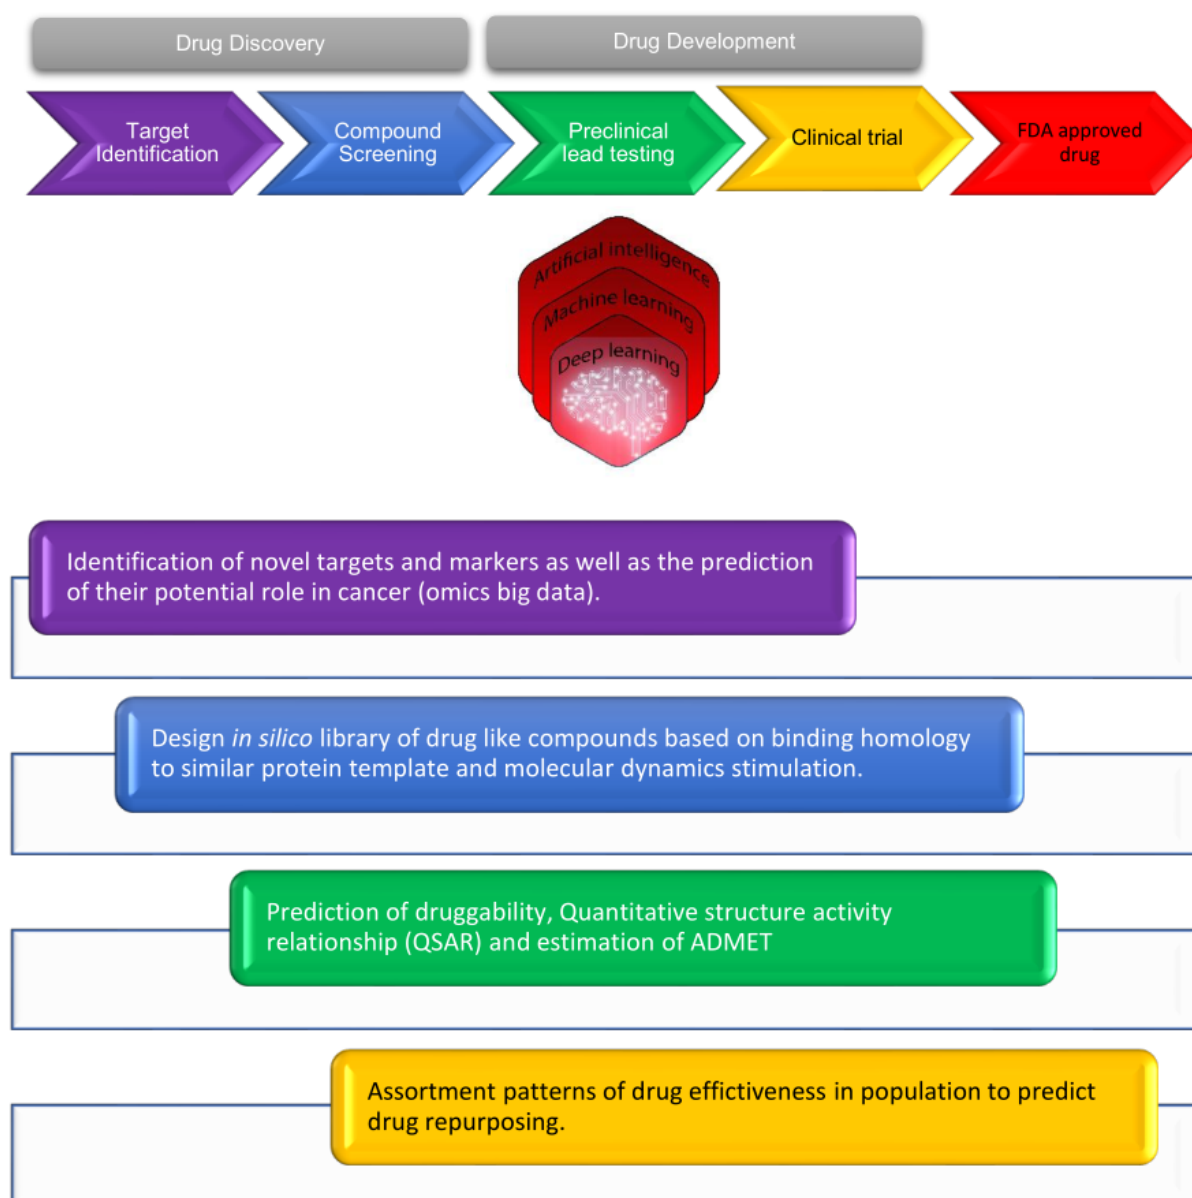 Drug Discovery
Drug Development
Target
Identification
Compound
Screening
Preclinical
lead testing
Clinical trial
FDA approved
drug
Artificial intelligence
Machine learning
Deep learning
Identification of novel targets and markers as well as the prediction
of their potential role in cancer (omics big data).
Design in silico library of drug like compounds based on binding homology
to similar protein template and molecular dynamics stimulation.
Prediction of druggability, Quantitative structure activity
relationship (QSAR) and estimation of ADMET
Assortment patterns of drug effictiveness in population to predict
drug repurposing.